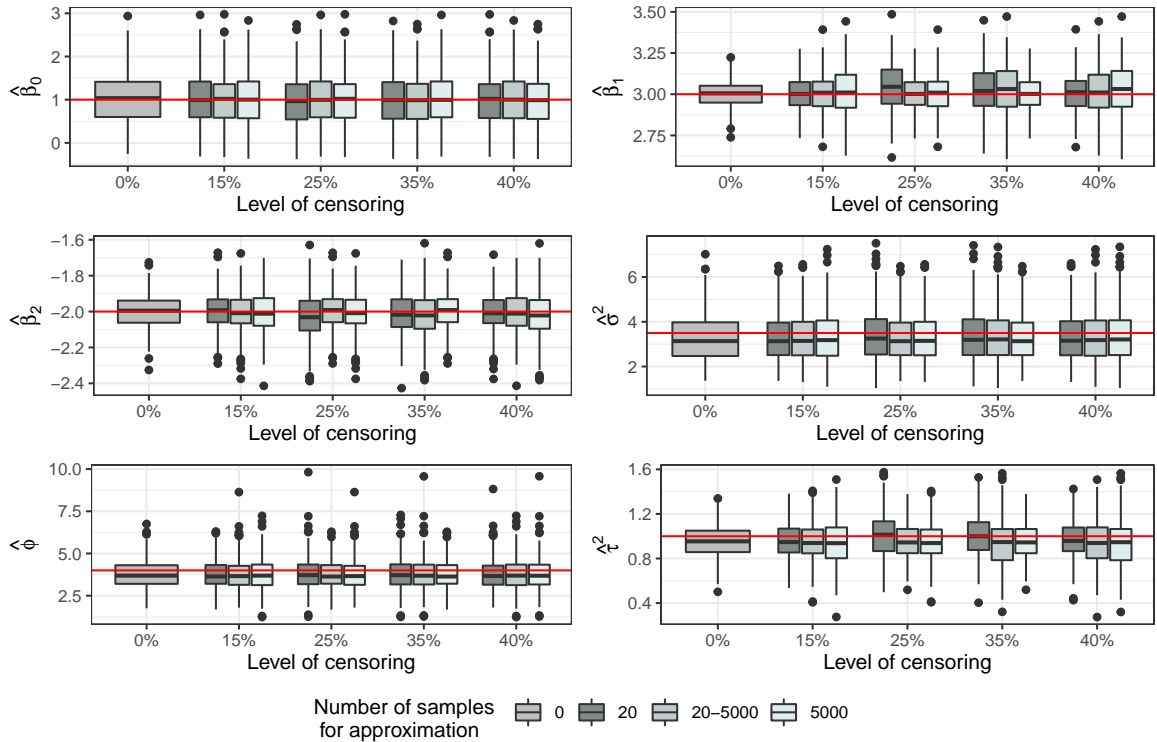 3
2
1
0
β̂₀
0% 15% 25% 35% 40%
Level of censoring
3.50
3.25
3.00
2.75
β̂₁
0% 15% 25% 35% 40%
Level of censoring
−1.6
−1.8
−2.0
−2.2
−2.4
β̂₂
0% 15% 25% 35% 40%
Level of censoring
6
4
2
σ̂²
0% 15% 25% 35% 40%
Level of censoring
10.0
7.5
5.0
2.5
ϕ̂
0% 15% 25% 35% 40%
Level of censoring
1.6
1.2
0.8
0.4
τ̂²
0% 15% 25% 35% 40%
Level of censoring
Number of samples
for approximation
0 20 20−5000 5000